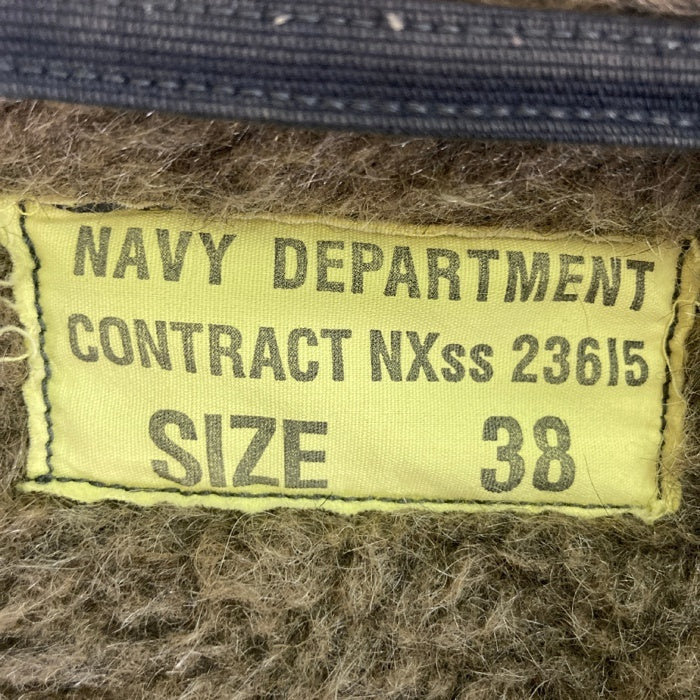 NAVY DEPARTMENT
CONTRACT NXss 23615
SIZE 38